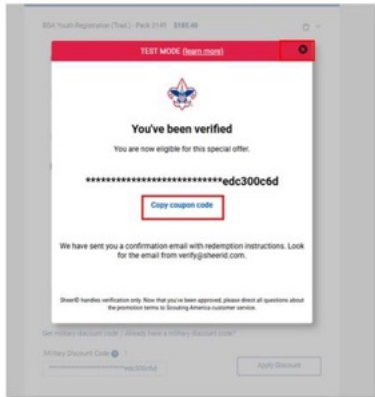 BSA Youth Registration (Trad.) - Pack 0149 $185.40
TEST MODE (learn more)
You've been verified
You are now eligible for this special offer.
***************************edc300c6d
Copy coupon code
We have sent you a confirmation email with redemption instructions. Look
for the email from verify@sheerid.com.
SheerID handles verification only. Now that you've been approved, please direct all questions about
the promotion terms to Scouting America customer service.
Get military discount code / Already have a military discount code?
Military Discount Code
Apply Discount